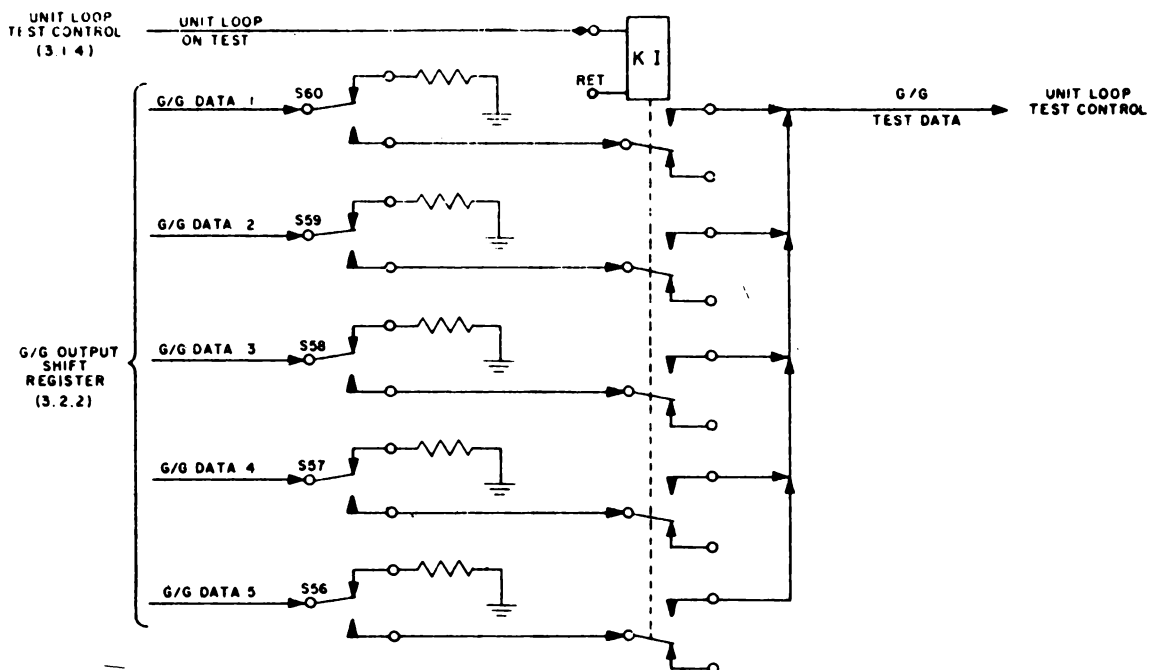 UNIT LOOP
TEST CONTROL
(3.1.4)
UNIT LOOP
ON TEST
K I
RET
G/G DATA 1
S60
G/G
TEST DATA
UNIT LOOP
TEST CONTROL
G/G DATA 2
S59
G/G DATA 3
S58
G/G OUTPUT
SHIFT
REGISTER
(3.2.2)
G/G DATA 4
S57
G/G DATA 5
S56